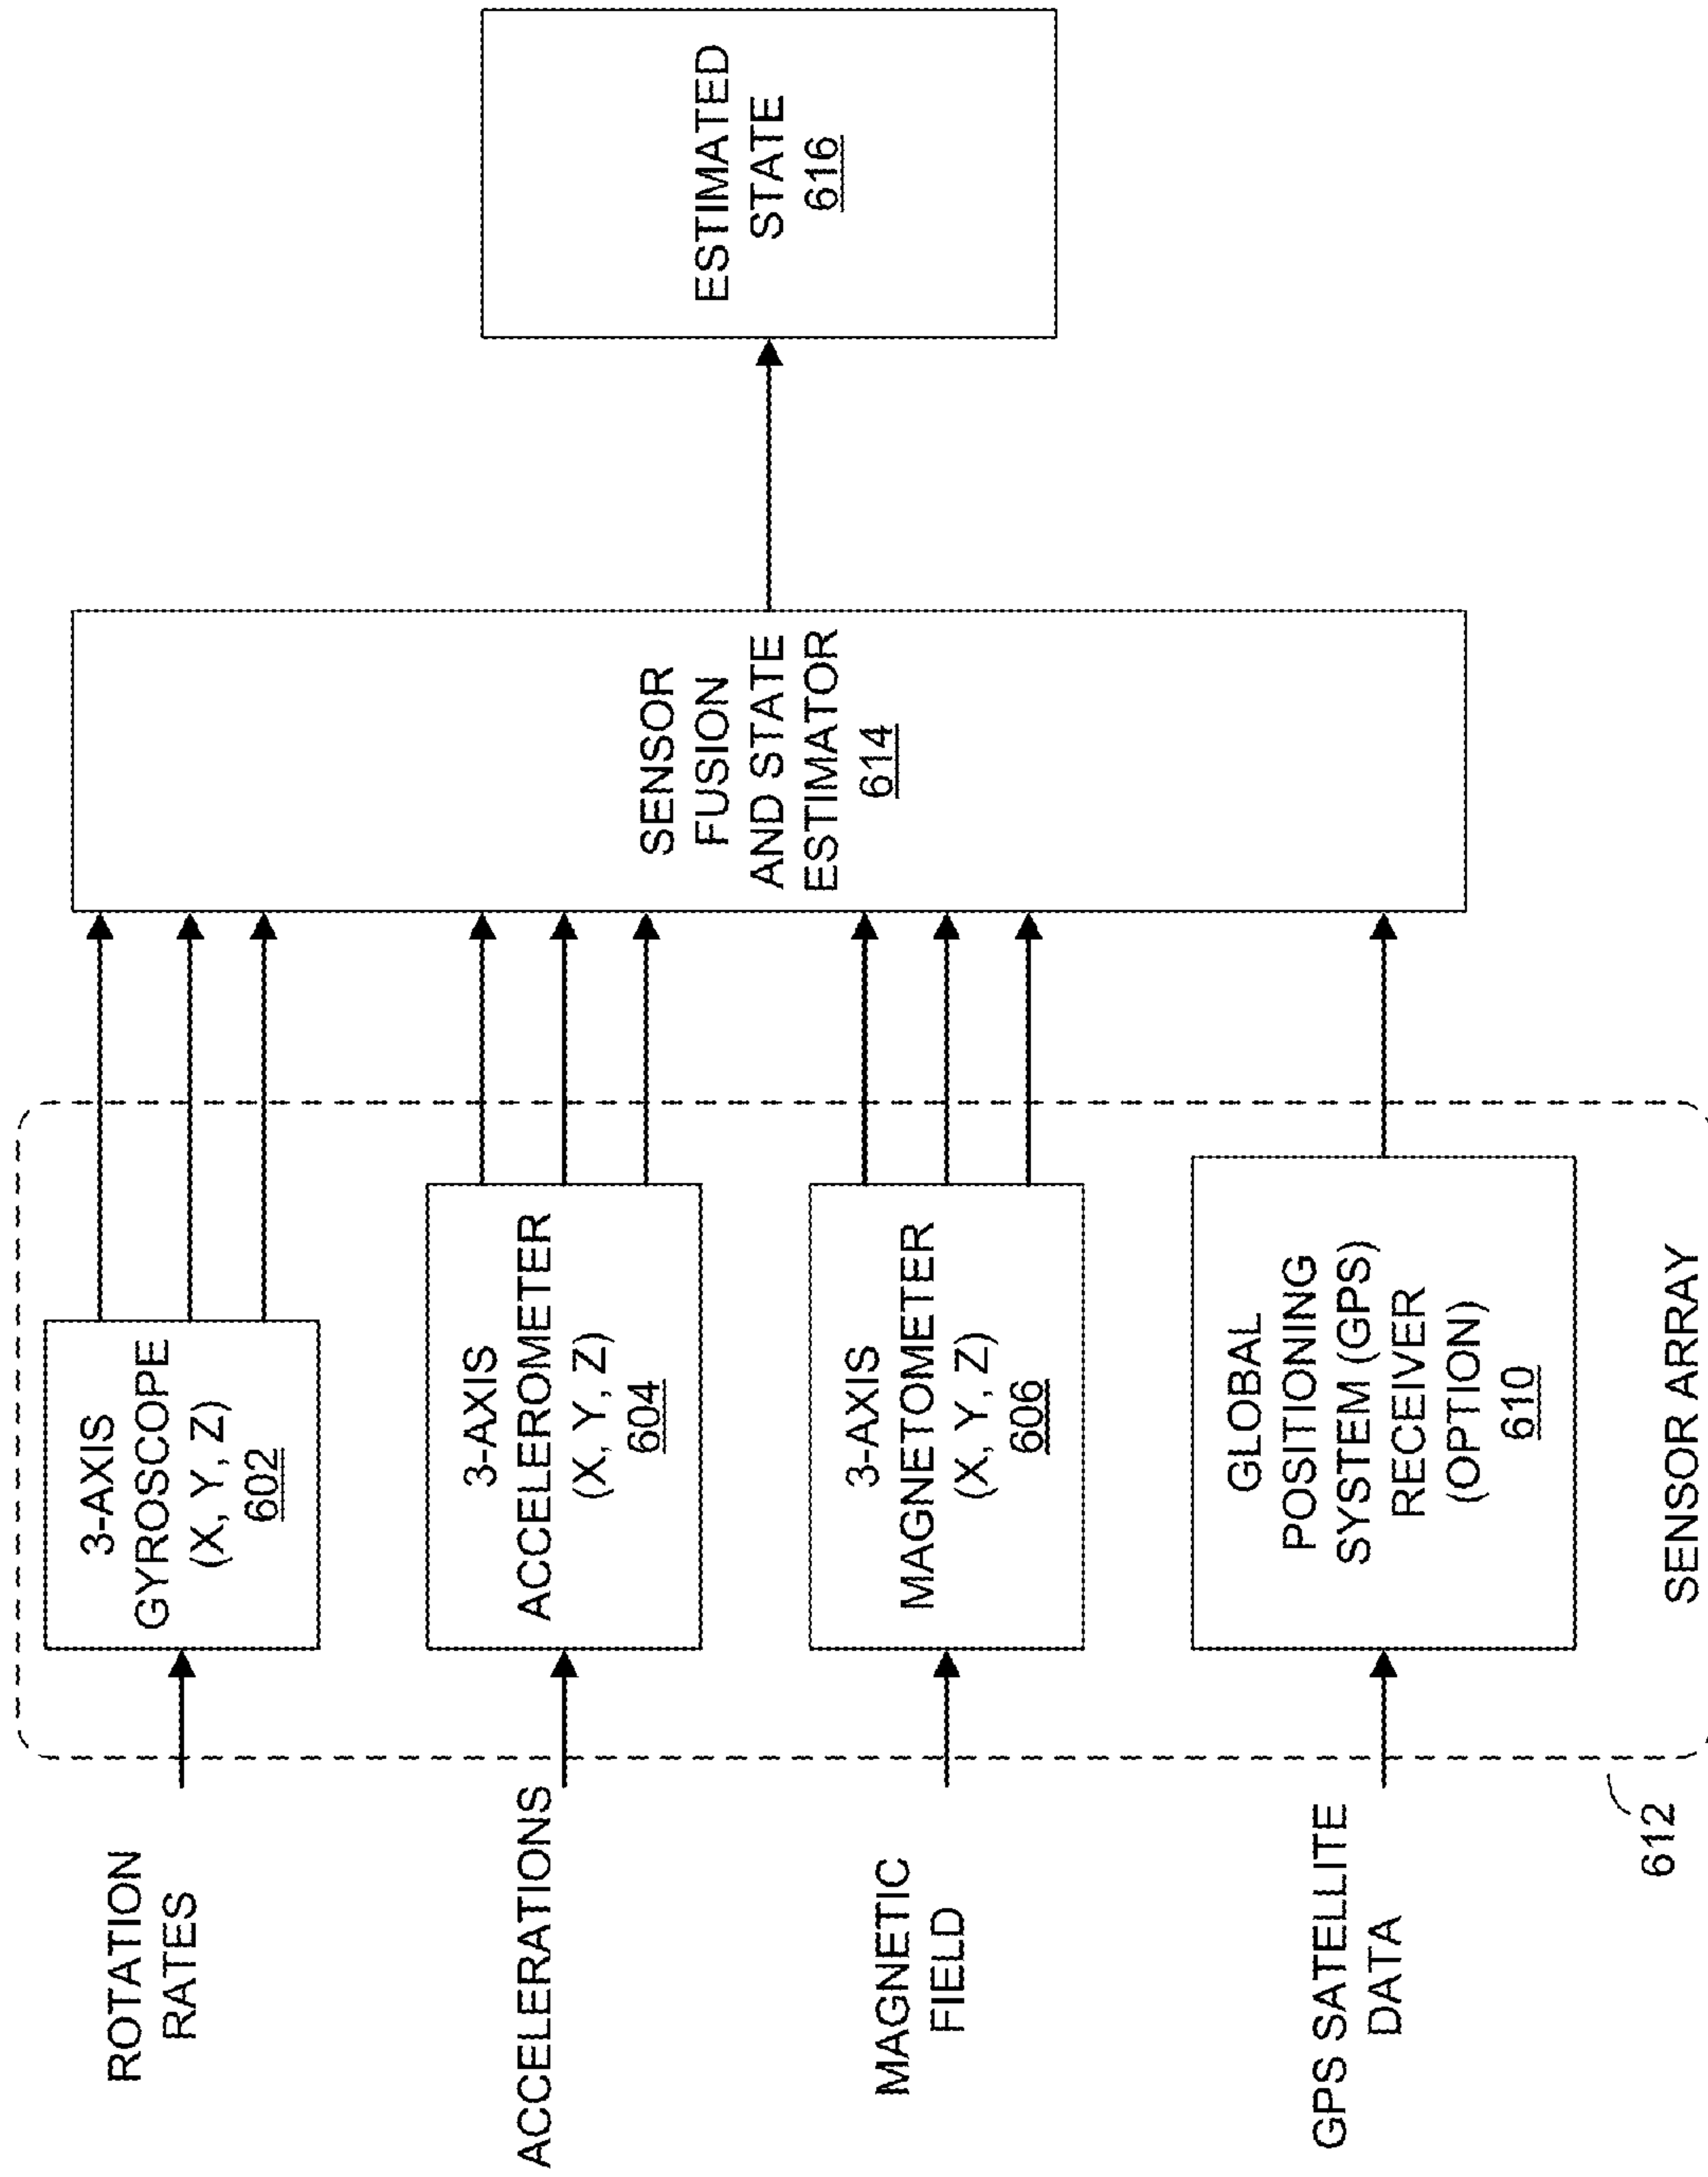 ROTATION
RATES
3-AXIS
GYROSCOPE
(X, Y, Z)
602
ACCELERATIONS
3-AXIS
ACCELEROMETER
(X, Y, Z)
604
MAGNETIC
FIELD
3-AXIS
MAGNETOMETER
(X, Y, Z)
606
GPS SATELLITE
DATA
GLOBAL
POSITIONING
SYSTEM (GPS)
RECEIVER
(OPTION)
610
612
SENSOR ARRAY
SENSOR
FUSION
AND STATE
ESTIMATOR
614
ESTIMATED
STATE
616